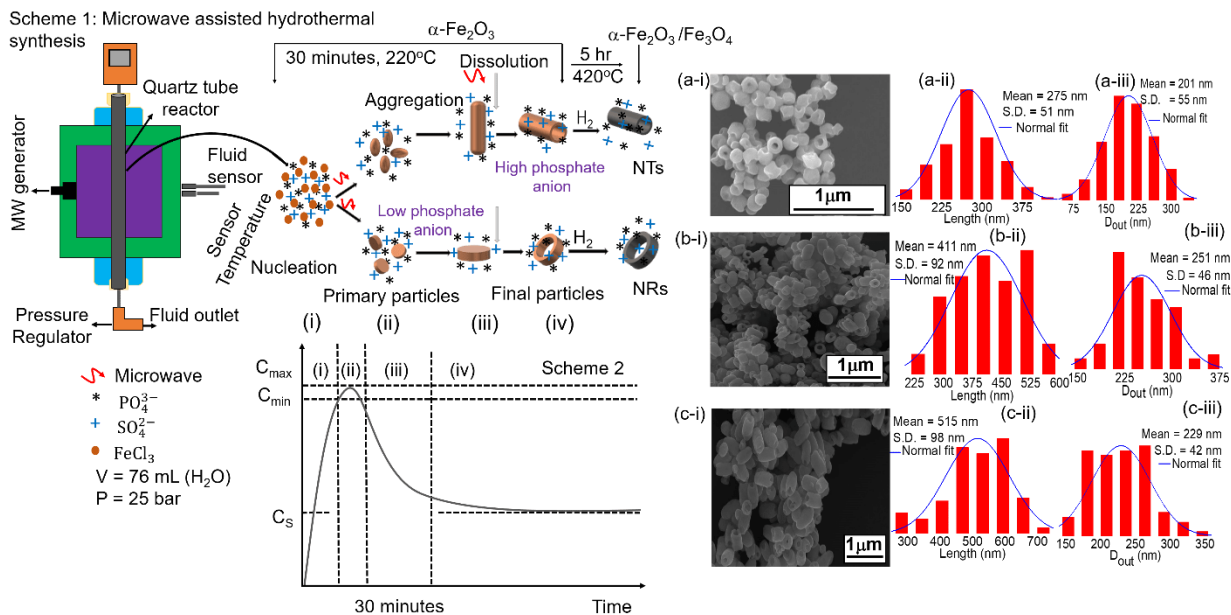 Scheme 1: Microwave assisted hydrothermal
synthesis
α-Fe₂O₃
α-Fe₂O₃/Fe₃O₄
30 minutes, 220°C
5 hr
420°C
Dissolution
Quartz tube
reactor
Aggregation
H₂
MW generator
Fluid
sensor
High phosphate
anion
NTs
Sensor
Temperature
Low phosphate
anion
H₂
Nucleation
Primary particles
Final particles
NRs
Pressure
Regulator
Fluid outlet
(i)
(ii)
(iii)
(iv)
Microwave
* PO₄³⁻
+ SO₄²⁻
FeCl₃
V = 76 mL (H₂O)
P = 25 bar
Cmax
Cmin
CS
(i)
(ii)
(iii)
(iv)
Scheme 2
30 minutes
Time
(a-i)
1μm
(a-ii)
Mean = 275 nm
S.D. = 51 nm
Normal fit
150 225 300 375
Length (nm)
(a-iii)
Mean = 201 nm
S.D. = 55 nm
Normal fit
75 150 225 300
Dout (nm)
(b-i)
1μm
Mean = 411 nm
S.D. = 92 nm
Normal fit
(b-ii)
225 300 375 450 525 600
Length (nm)
(b-iii)
Mean = 251 nm
S.D = 46 nm
Normal fit
150 225 300 375
Dout (nm)
(c-i)
1μm
Mean = 515 nm
S.D. = 98 nm
Normal fit
(c-ii)
300 400 500 600 700
Length (nm)
(c-iii)
Mean = 229 nm
S.D. = 42 nm
Normal fit
150 200 250 300 350
Dout (nm)